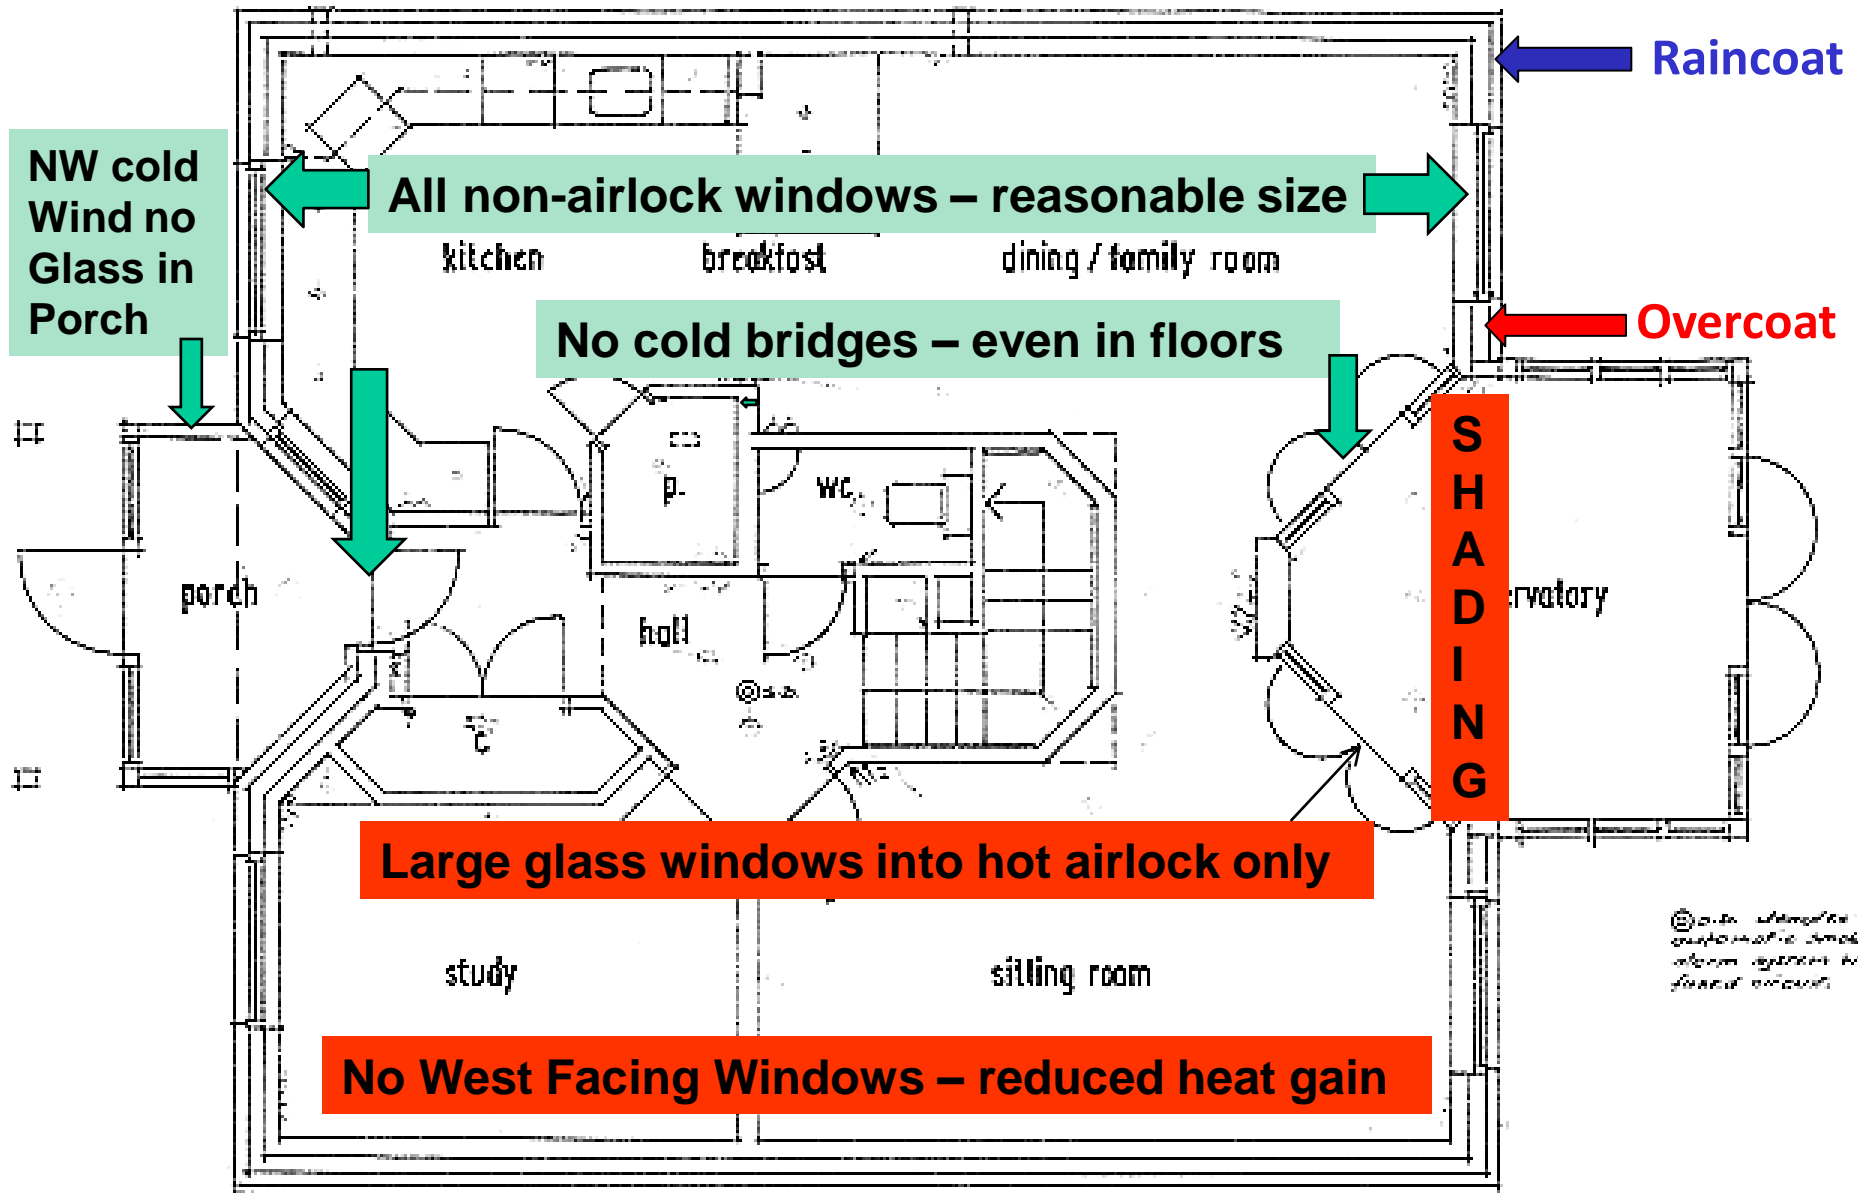 Raincoat
NW cold
Wind no
Glass in
Porch
All non-airlock windows – reasonable size
kitchen
breakfast
dining / family room
No cold bridges – even in floors
Overcoat
SHADING
p.
wc
porch
hall
ervatory
c
Large glass windows into hot airlock only
study
sitting room
No West Facing Windows – reduced heat gain